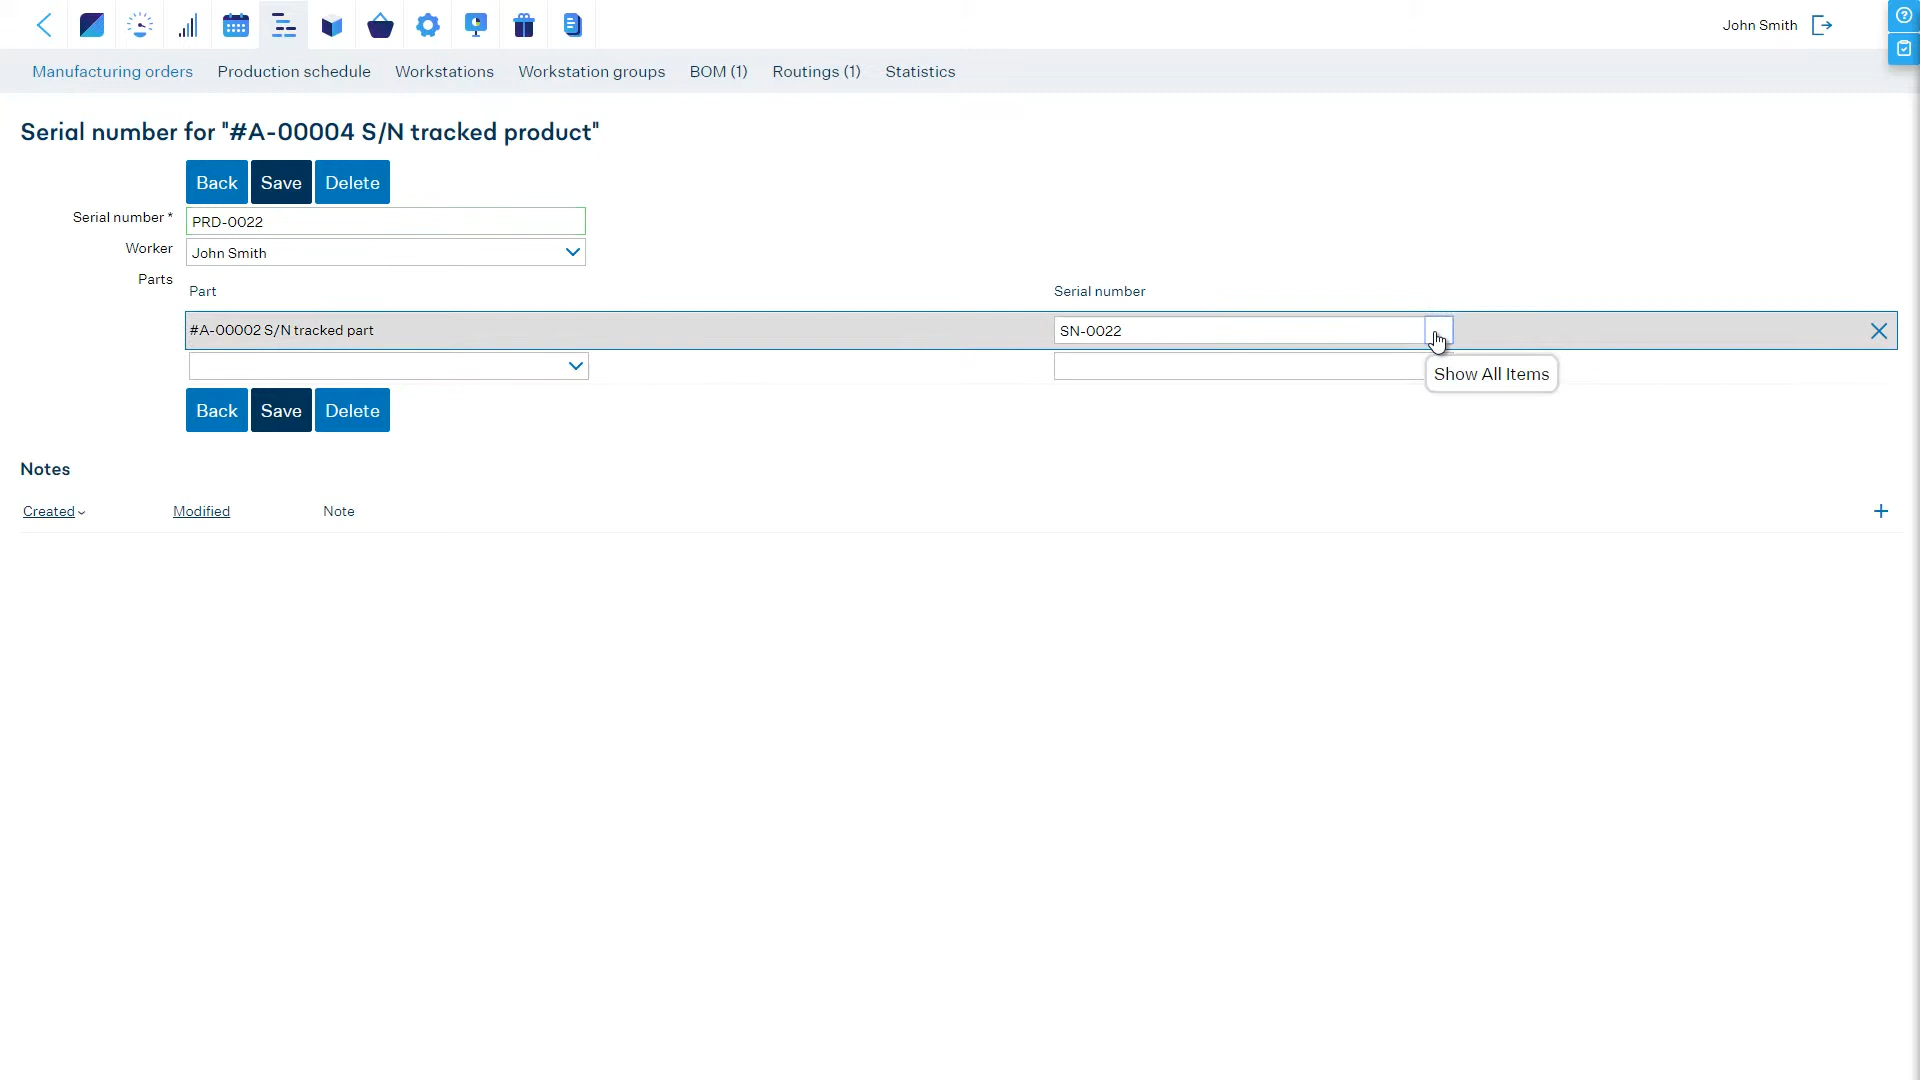 John Smith
Manufacturing orders Production schedule Workstations Workstation groups BOM (1) Routings (1) Statistics
Serial number for "#A-00004 S/N tracked product"
Back Save Delete
Serial number * PRD-0022
Worker John Smith
Parts
Part Serial number
#A-00002 S/N tracked part SN-0022
Show All Items
Back Save Delete
Notes
Created Modified Note